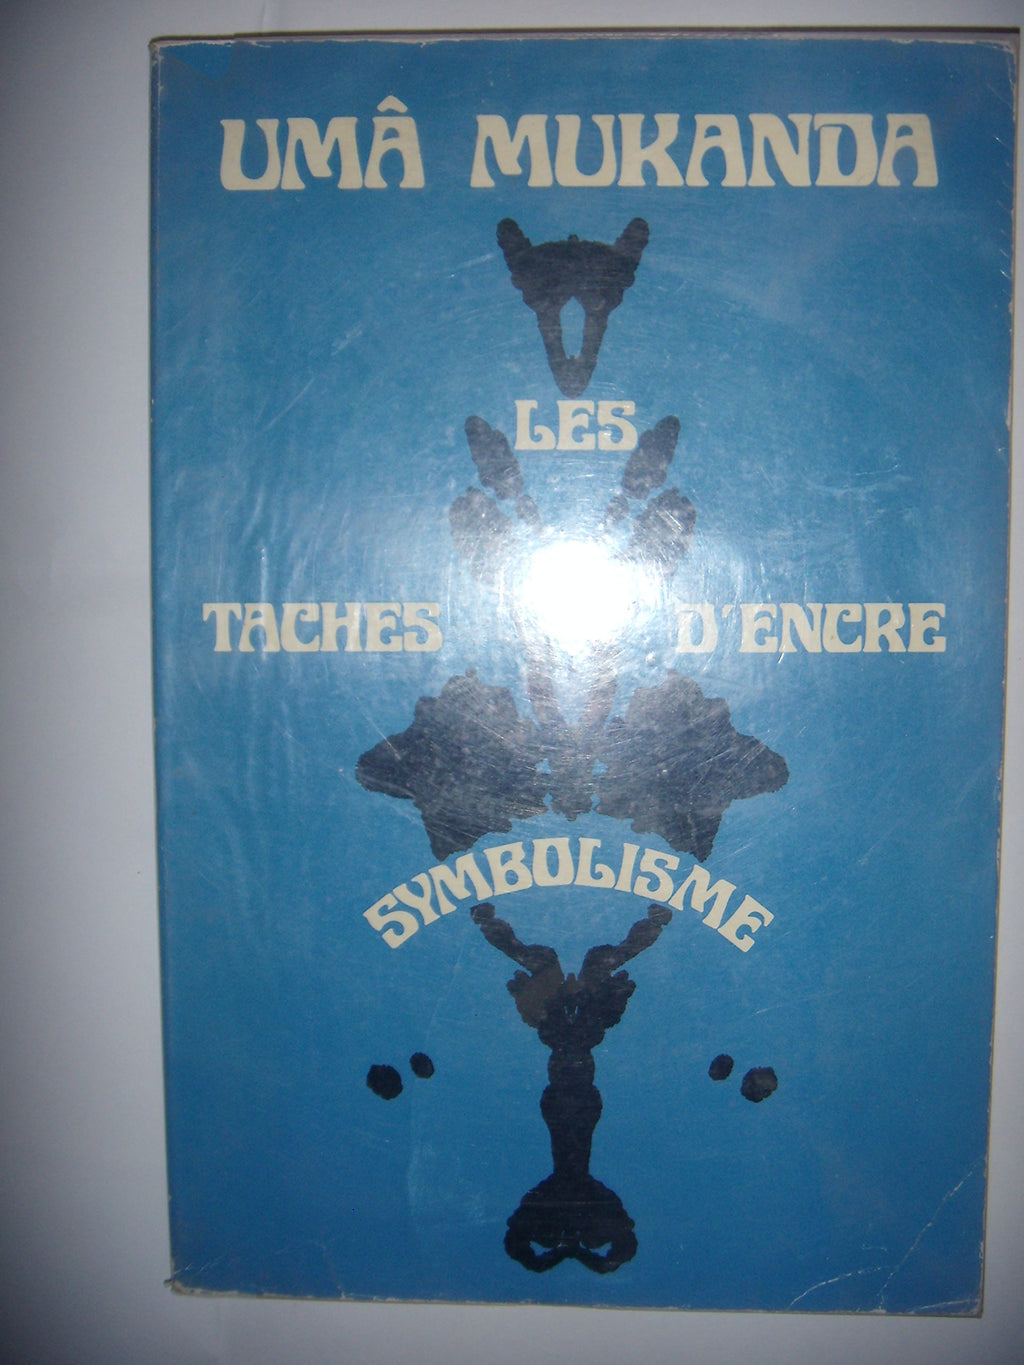 UMÂ MUKANDA
LES
TACHES D'ENCRE
SYMBOLISME